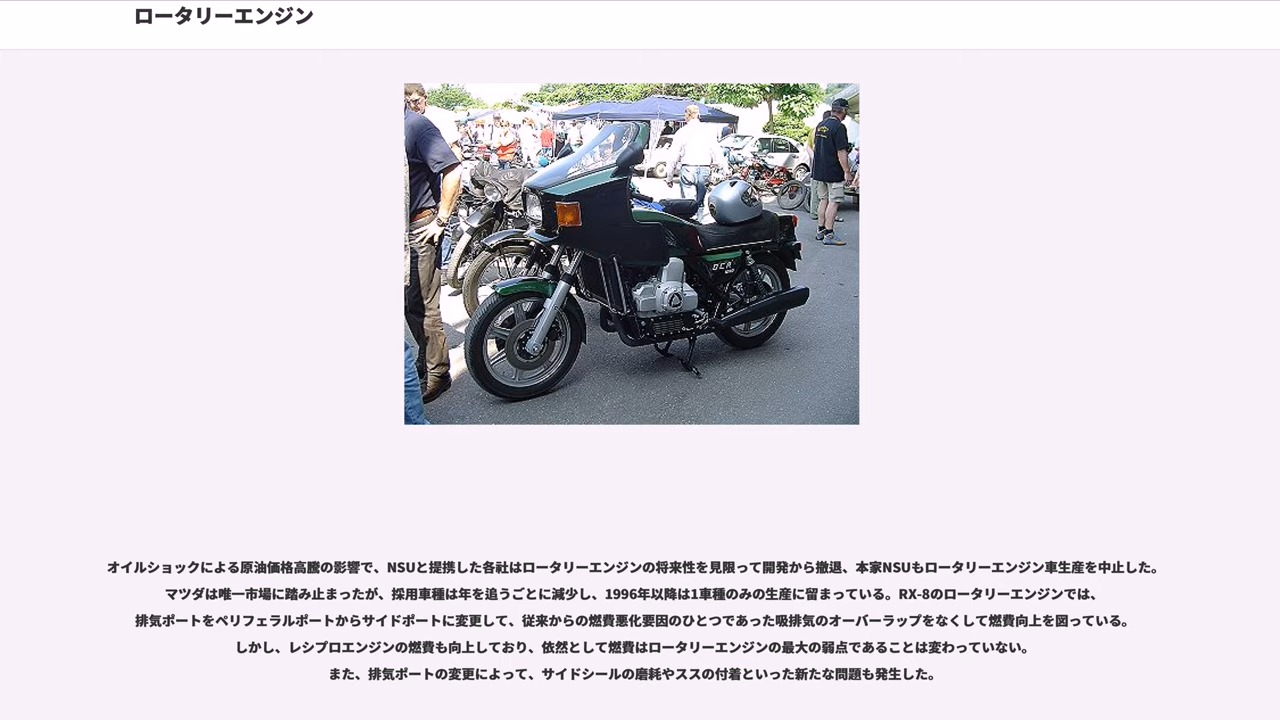 ロータリーエンジン
OCR
オイルショックによる原油価格高騰の影響で、NSUと提携した各社はロータリーエンジンの将来性を見限って開発から撤退、本家NSUもロータリーエンジン車生産を中止した。
マツダは唯一市場に踏み止まったが、採用車種は年を追うごとに減少し、1996年以降は1車種のみの生産に留まっている。RX-8のロータリーエンジンでは、
排気ポートをペリフェラルポートからサイドポートに変更して、従来からの燃費悪化要因のひとつであった吸排気のオーバーラップをなくして燃費向上を図っている。
しかし、レシプロエンジンの燃費も向上しており、依然として燃費はロータリーエンジンの最大の弱点であることは変わっていない。
また、排気ポートの変更によって、サイドシールの磨耗やススの付着といった新たな問題も発生した。